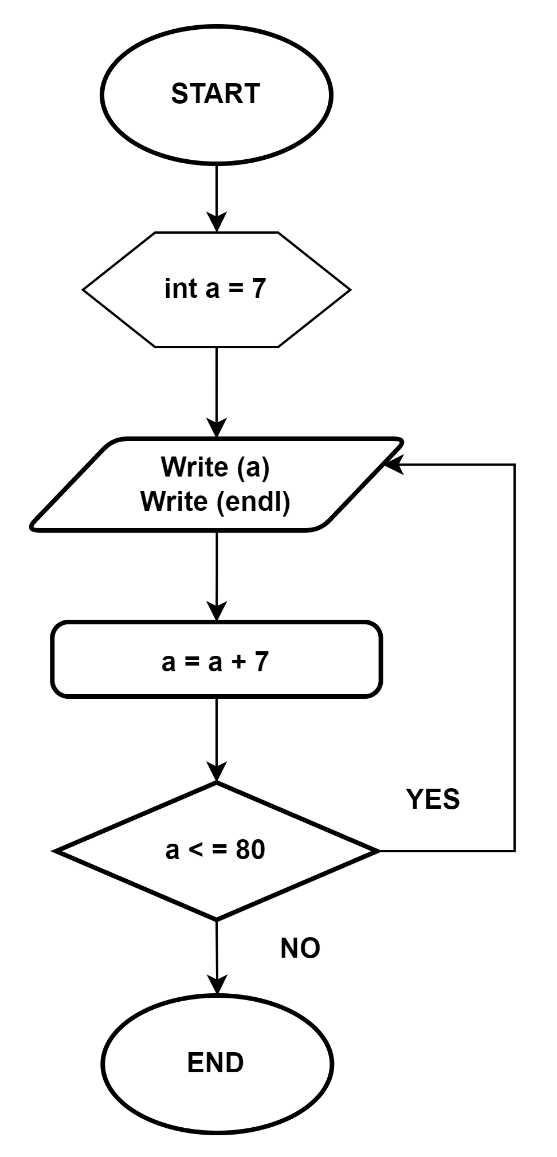 START
int a = 7
Write (a)
Write (endl)
a = a + 7
a < = 80
YES
NO
END